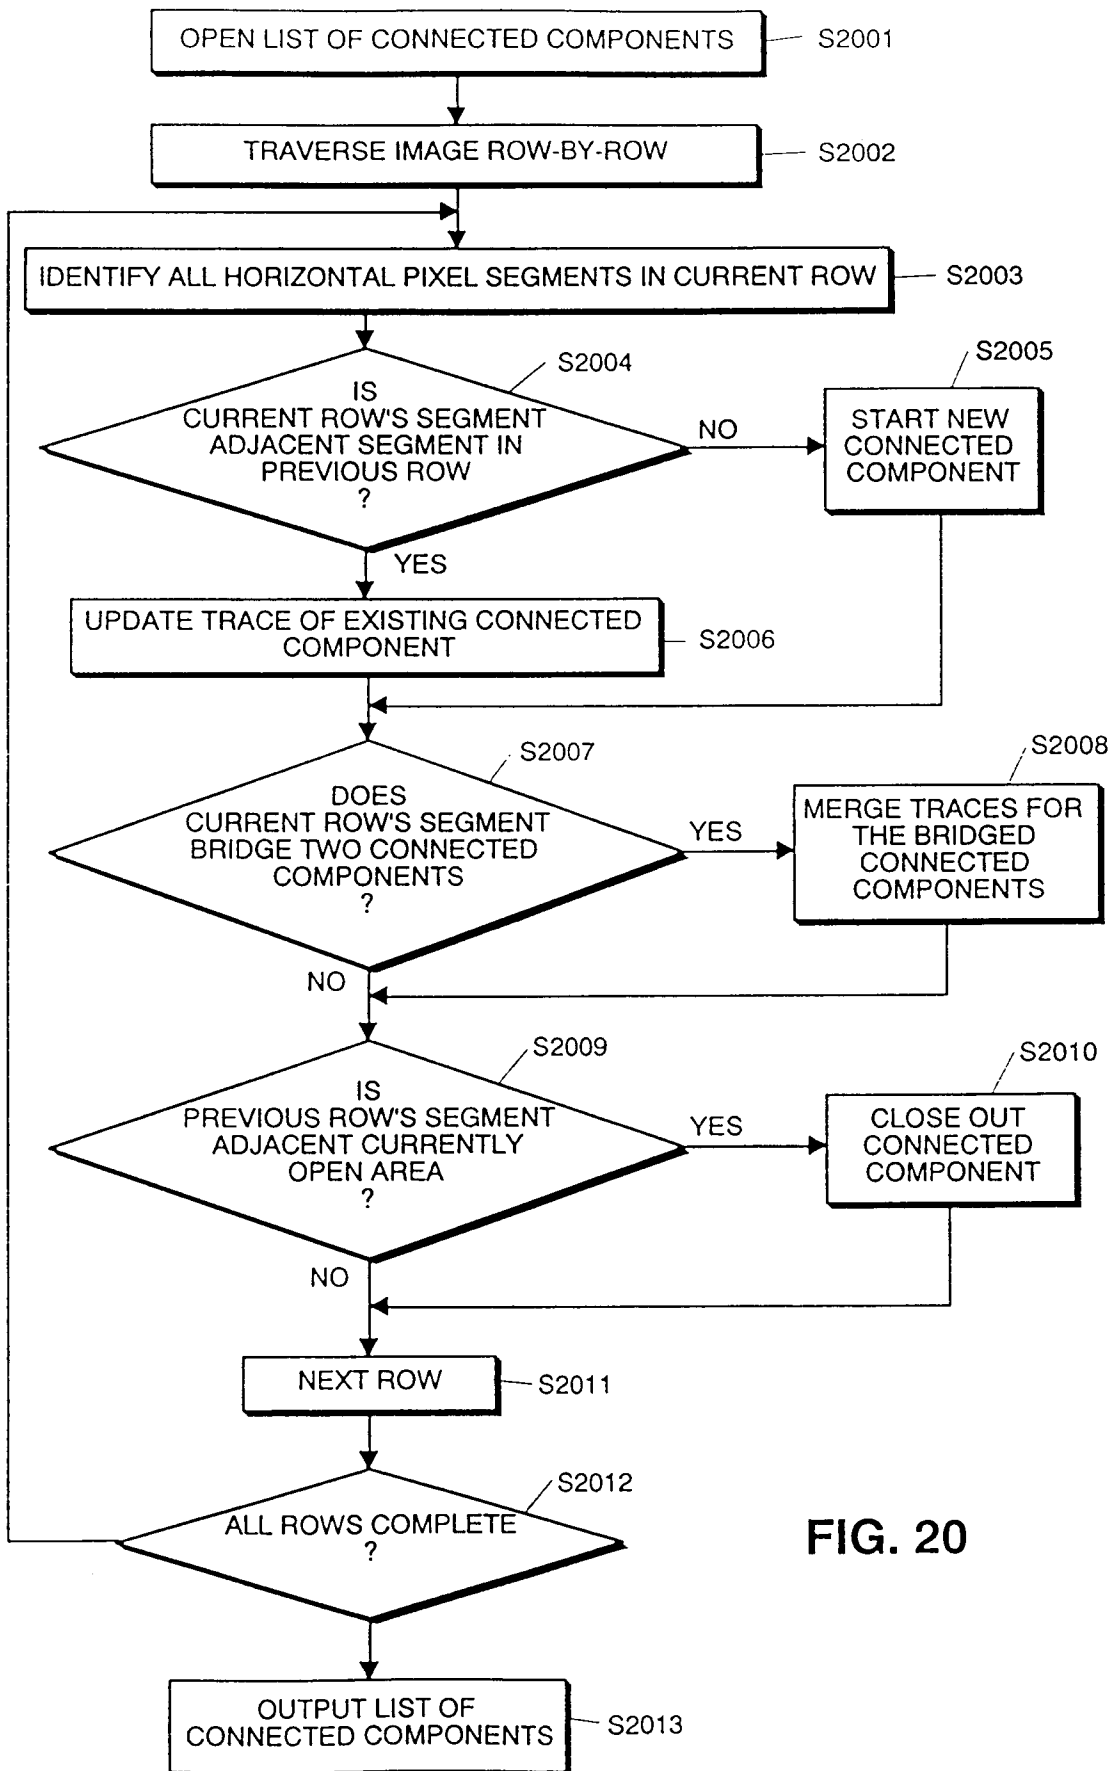 OPEN LIST OF CONNECTED COMPONENTS
S2001
TRAVERSE IMAGE ROW-BY-ROW
S2002
IDENTIFY ALL HORIZONTAL PIXEL SEGMENTS IN CURRENT ROW
S2003
S2004
IS
CURRENT ROW'S SEGMENT
ADJACENT SEGMENT IN
PREVIOUS ROW
?
NO
S2005
START NEW
CONNECTED
COMPONENT
YES
UPDATE TRACE OF EXISTING CONNECTED
COMPONENT
S2006
S2007
DOES
CURRENT ROW'S SEGMENT
BRIDGE TWO CONNECTED
COMPONENTS
?
YES
S2008
MERGE TRACES FOR
THE BRIDGED
CONNECTED
COMPONENTS
NO
S2009
IS
PREVIOUS ROW'S SEGMENT
ADJACENT CURRENTLY
OPEN AREA
?
YES
S2010
CLOSE OUT
CONNECTED
COMPONENT
NO
NEXT ROW
S2011
S2012
ALL ROWS COMPLETE
?
FIG. 20
OUTPUT LIST OF
CONNECTED COMPONENTS
S2013